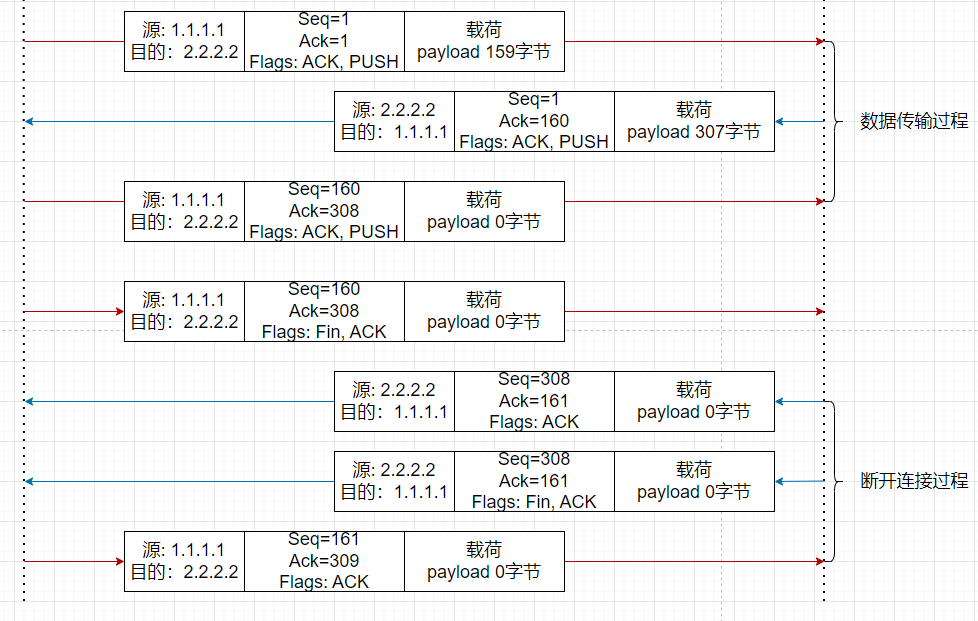 源: 1.1.1.1
目的：2.2.2.2
Seq=1
Ack=1
Flags: ACK, PUSH
载荷
payload 159字节
源: 2.2.2.2
目的：1.1.1.1
Seq=1
Ack=160
Flags: ACK, PUSH
载荷
payload 307字节
数据传输过程
源: 1.1.1.1
目的：2.2.2.2
Seq=160
Ack=308
Flags: ACK, PUSH
载荷
payload 0字节
源: 1.1.1.1
目的：2.2.2.2
Seq=160
Ack=308
Flags: Fin, ACK
载荷
payload 0字节
源: 2.2.2.2
目的：1.1.1.1
Seq=308
Ack=161
Flags: ACK
载荷
payload 0字节
源: 2.2.2.2
目的：1.1.1.1
Seq=308
Ack=161
Flags: Fin, ACK
载荷
payload 0字节
断开连接过程
源: 1.1.1.1
目的：2.2.2.2
Seq=161
Ack=309
Flags: ACK
载荷
payload 0字节